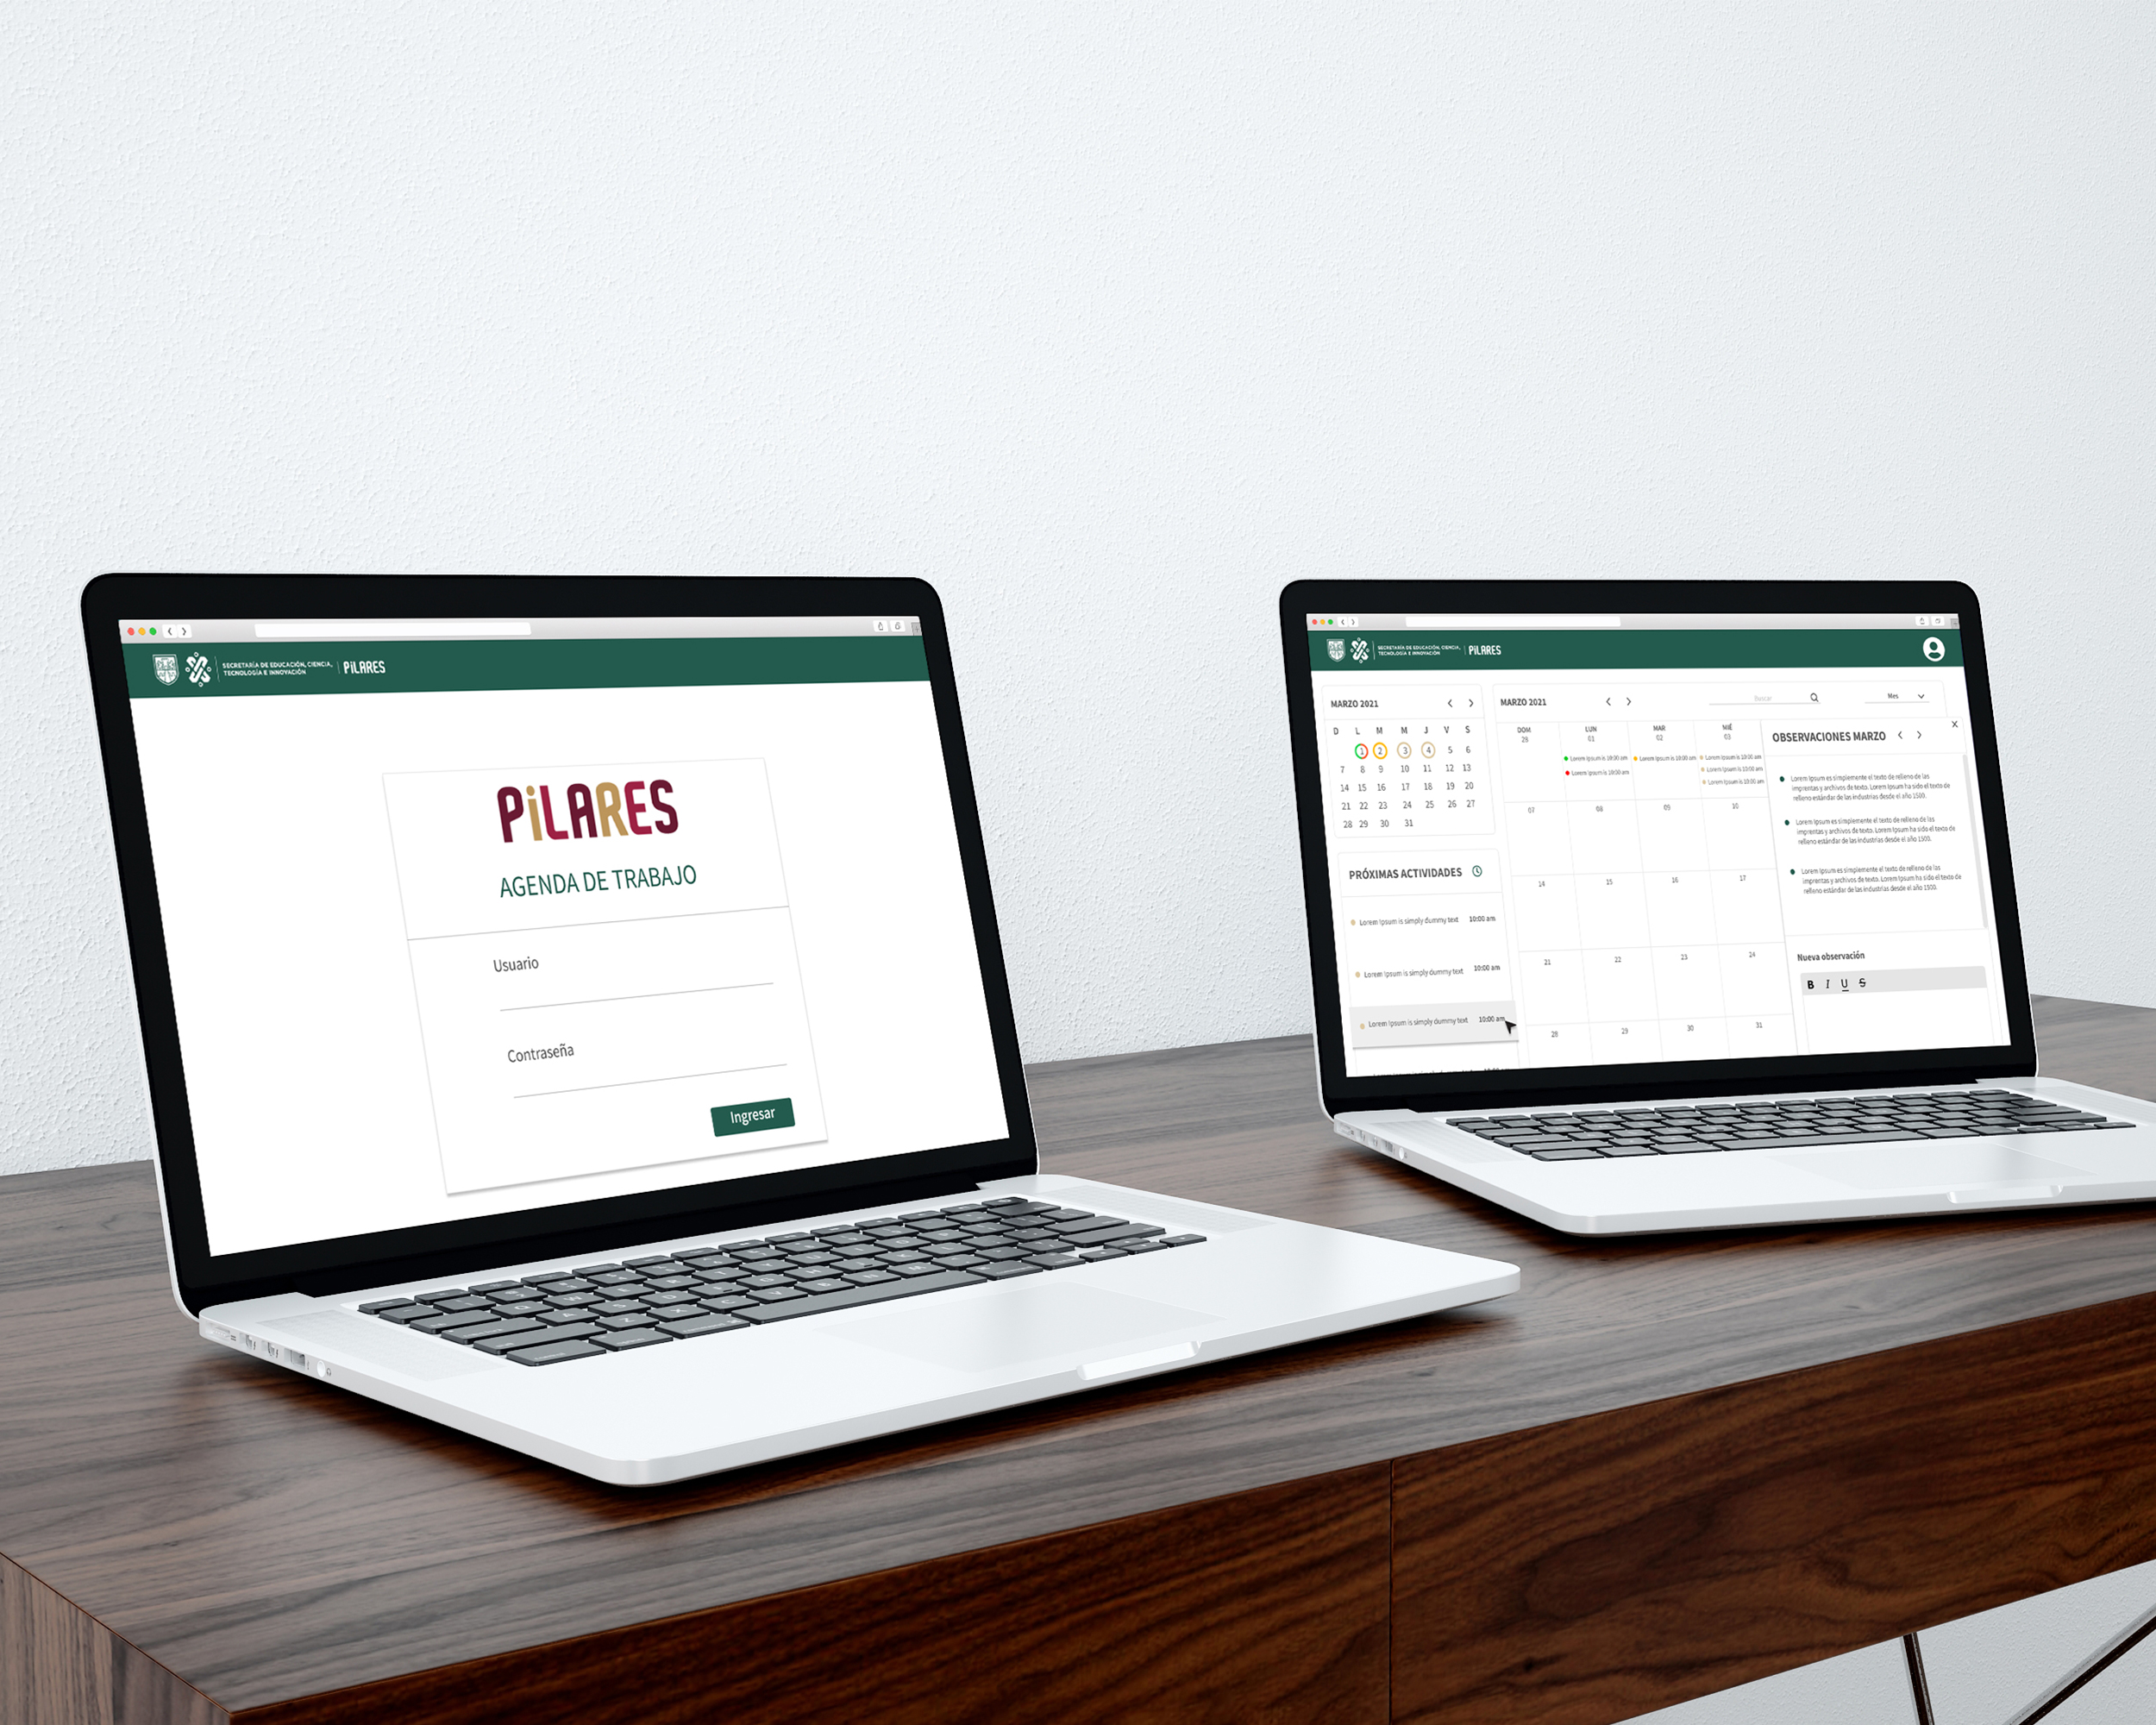 SECRETARÍA DE EDUCACIÓN, CIENCIA,
TECNOLOGÍA E INNOVACIÓN
PiLARES
PiLARES
AGENDA DE TRABAJO
Usuario
Contraseña
Ingresar
SECRETARÍA DE EDUCACIÓN, CIENCIA,
TECNOLOGÍA E INNOVACIÓN
PiLARES
MARZO 2021
D L M M J V S
1 2 3 4 5 6
7 8 9 10 11 12 13
14 15 16 17 18 19 20
21 22 23 24 25 26 27
28 29 30 31
PRÓXIMAS ACTIVIDADES
Lorem Ipsum is simply dummy text 10:00 am
Lorem Ipsum is simply dummy text 10:00 am
Lorem Ipsum is simply dummy text 10:00 am
MARZO 2021
Buscar
Mes
DOM LUN MAR MIÉ
28 01 02 03
Lorem Ipsum is 10:00 am Lorem Ipsum is 10:00 am Lorem Ipsum is 10:00 am
Lorem Ipsum is 10:00 am Lorem Ipsum is 10:00 am
Lorem Ipsum is 10:00 am
07 08 09 10
14 15 16 17
21 22 23 24
28 29 30 31
OBSERVACIONES MARZO
Lorem Ipsum es simplemente el texto de relleno de las
imprentas y archivos de texto. Lorem Ipsum ha sido el texto de
relleno estándar de las industrias desde el año 1500.
Lorem Ipsum es simplemente el texto de relleno de las
imprentas y archivos de texto. Lorem Ipsum ha sido el texto de
relleno estándar de las industrias desde el año 1500.
Lorem Ipsum es simplemente el texto de relleno de las
imprentas y archivos de texto. Lorem Ipsum ha sido el texto de
relleno estándar de las industrias desde el año 1500.
Nueva observación
B I U S